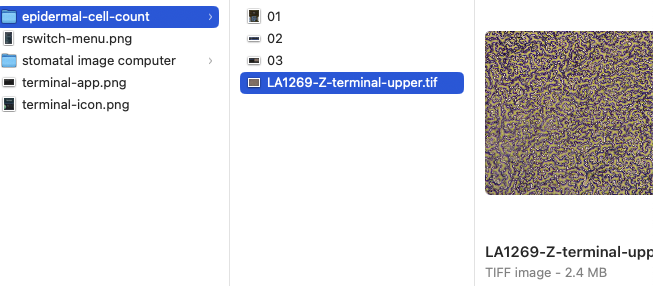 epidermal-cell-count
rswitch-menu.png
stomatal image computer
terminal-app.png
terminal-icon.png
01
02
03
LA1269-Z-terminal-upper.tif
LA1269-Z-terminal-upp
TIFF image - 2.4 MB